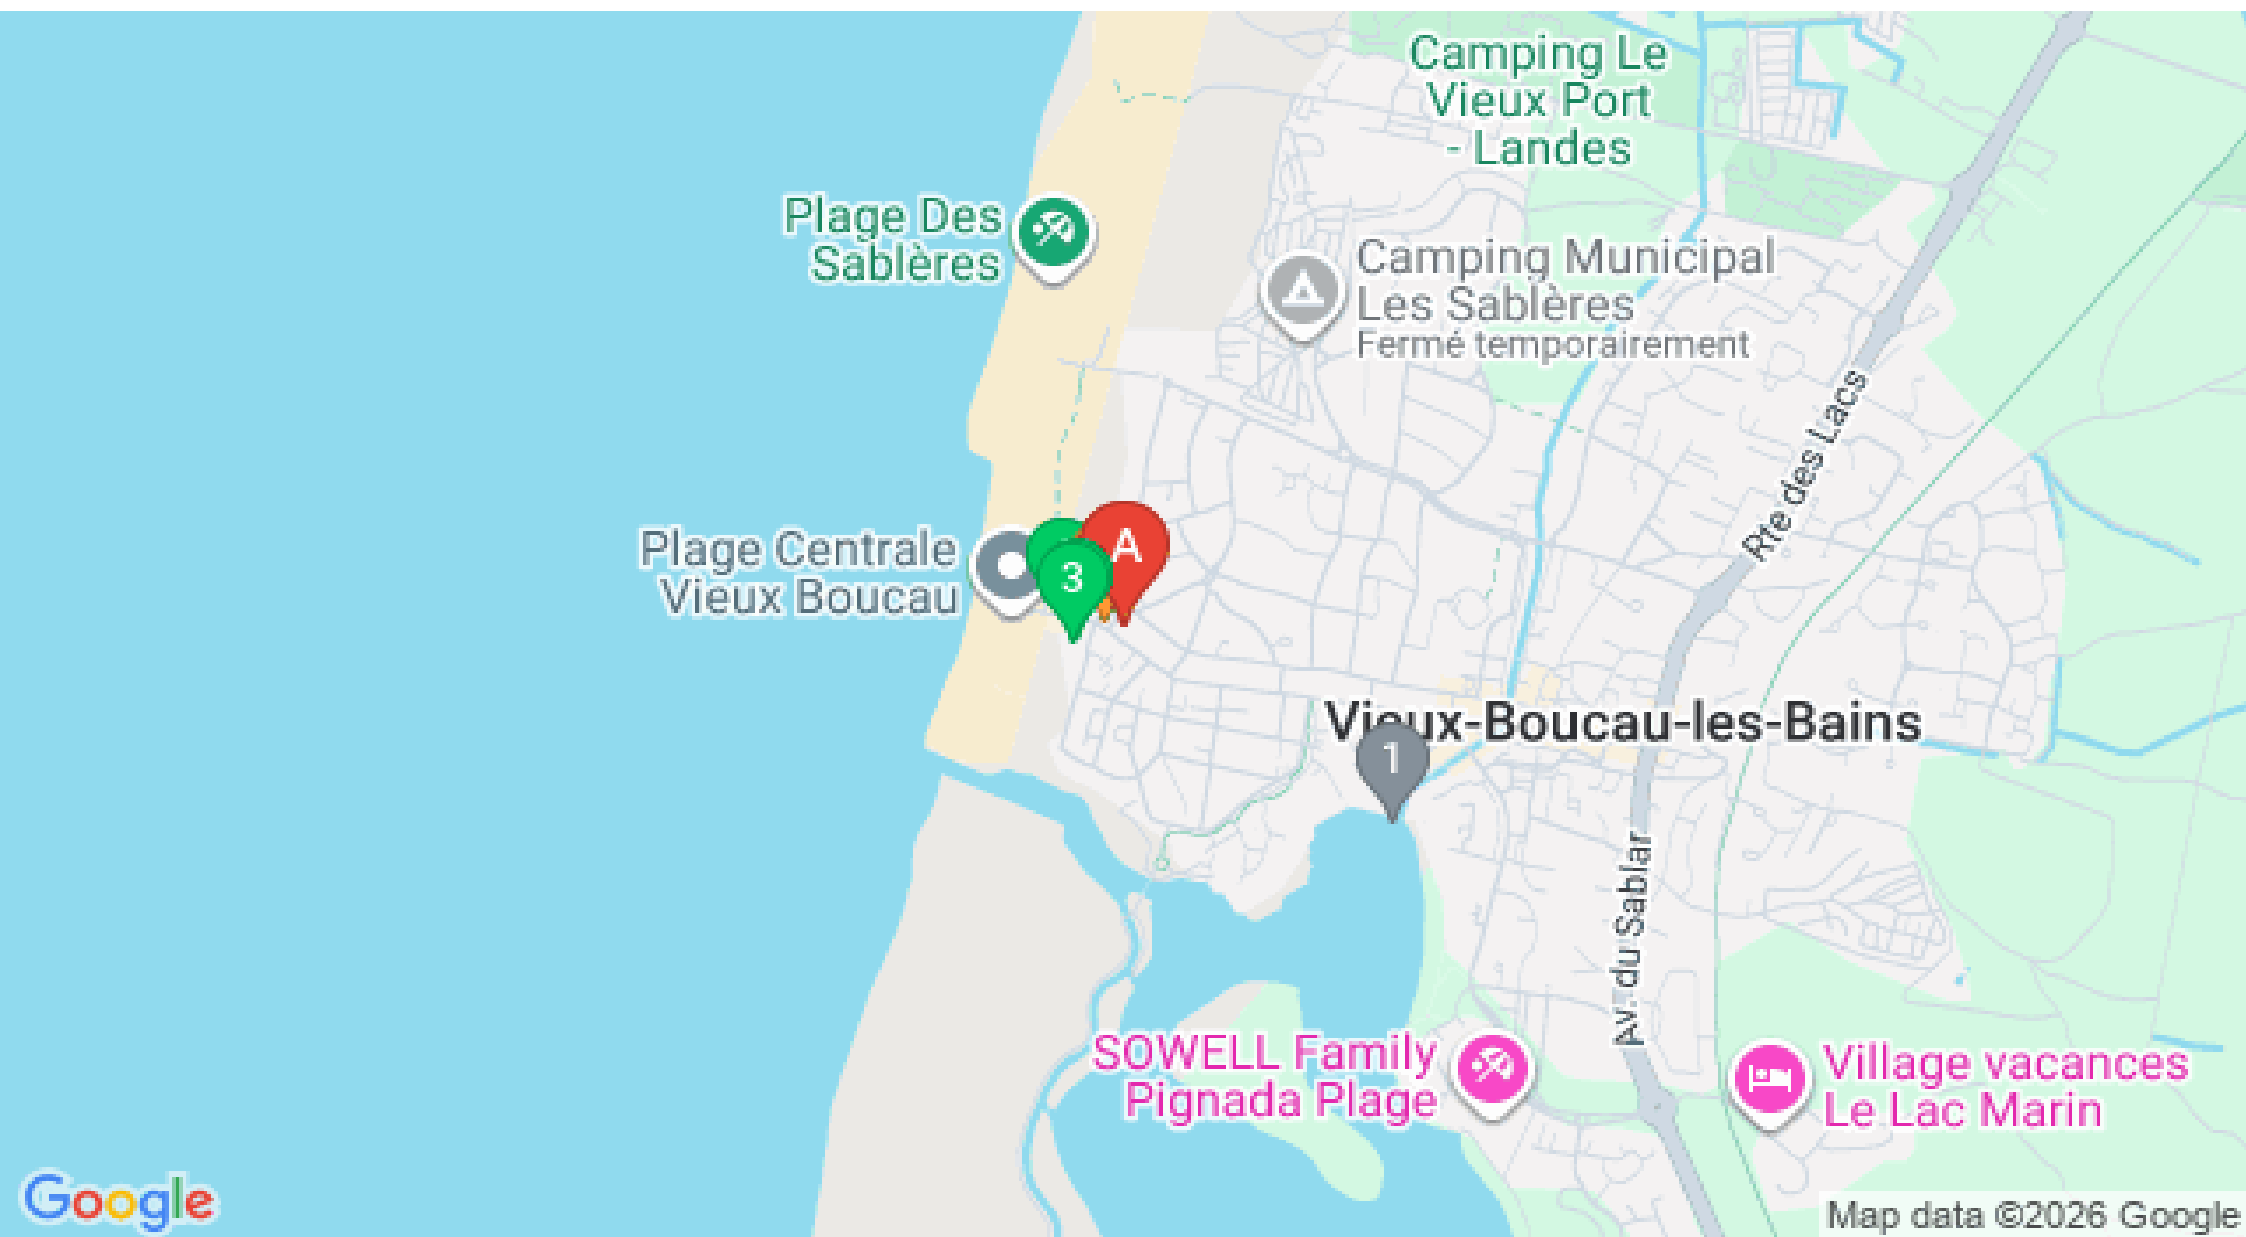 Camping Le
Vieux Port
- Landes
Plage Des
Sablères
Camping Municipal
Les Sablères
Fermé temporairement
Rte des Lacs
Plage Centrale
Vieux Boucau
A
3
Vieux-Boucau-les-Bains
1
Av. du Sablar
SOWELL Family
Pignada Plage
Village vacances
Le Lac Marin
Google
Map data ©2026 Google